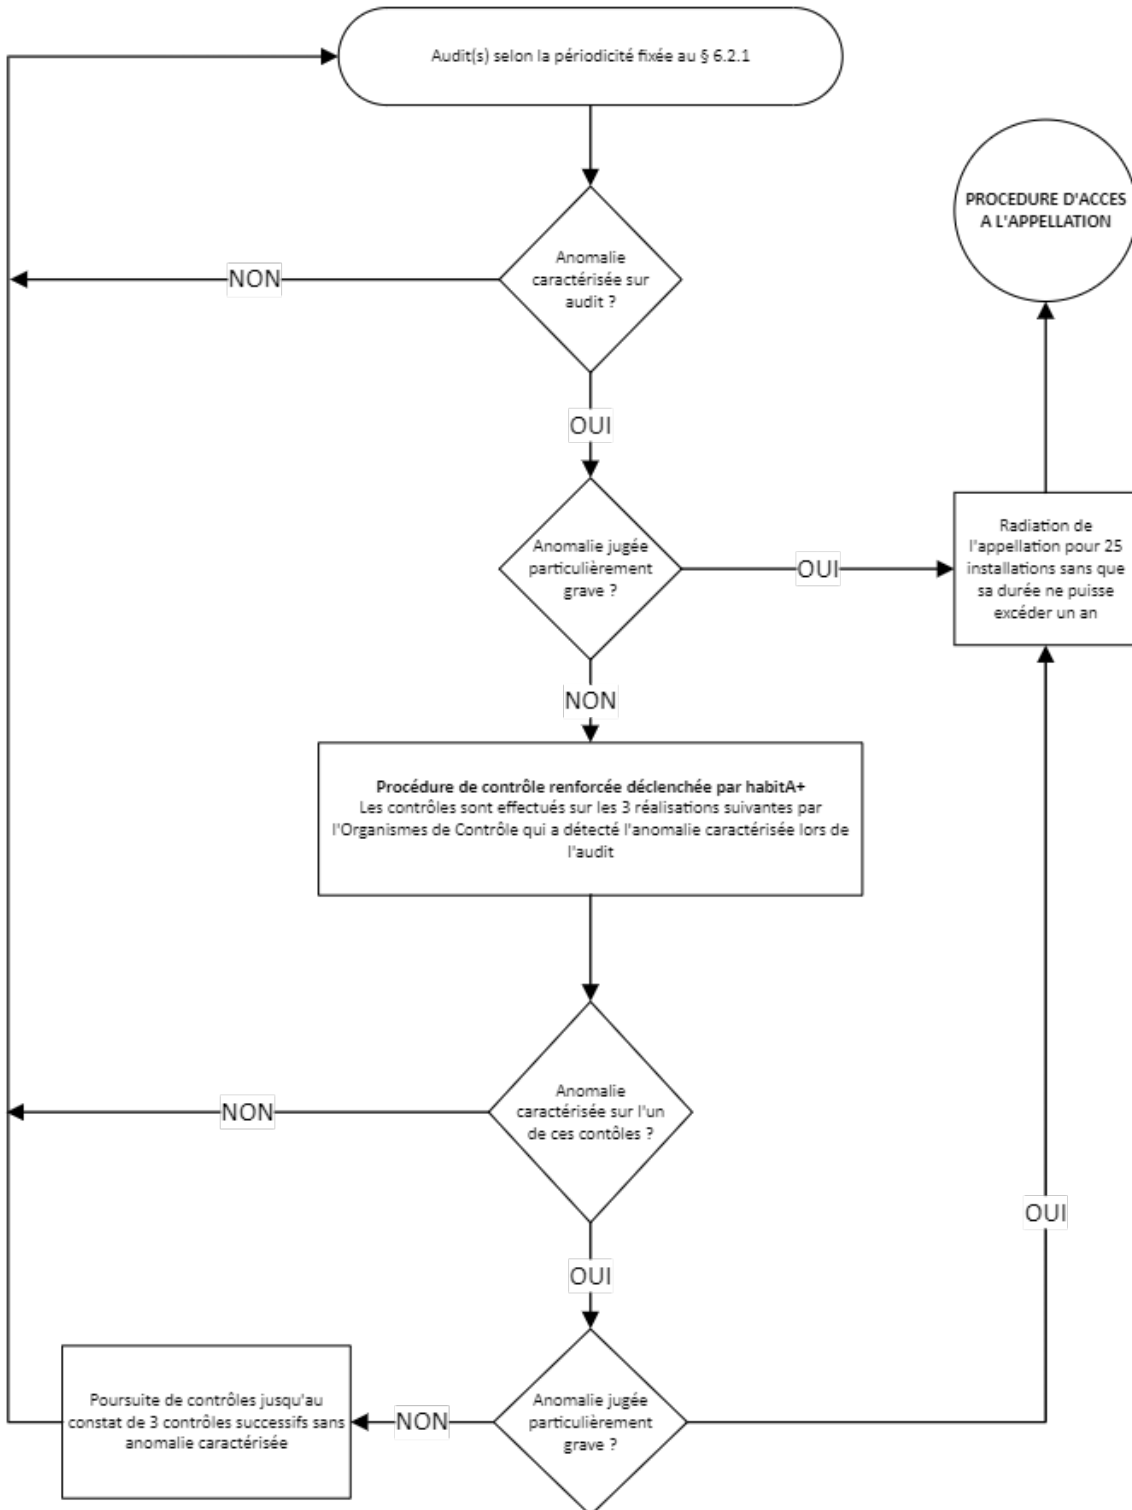 Audit(s) selon la périodicité fixée au § 6.2.1
PROCEDURE D'ACCES
A L'APPELLATION
Anomalie
caractérisée sur
audit ?
NON
OUI
Anomalie jugée
particulièrement
grave ?
OUI
Radiation de
l'appellation pour 25
installations sans que
sa durée ne puisse
excéder un an
NON
Procédure de contrôle renforcée déclenchée par habitA+
Les contrôles sont effectués sur les 3 réalisations suivantes par
l'Organismes de Contrôle qui a détecté l'anomalie caractérisée lors de
l'audit
Anomalie
caractérisée sur l'un
de ces contôles ?
NON
OUI
OUI
Anomalie jugée
particulièrement
grave ?
NON
Poursuite de contrôles jusqu'au
constat de 3 contrôles successifs sans
anomalie caractérisée